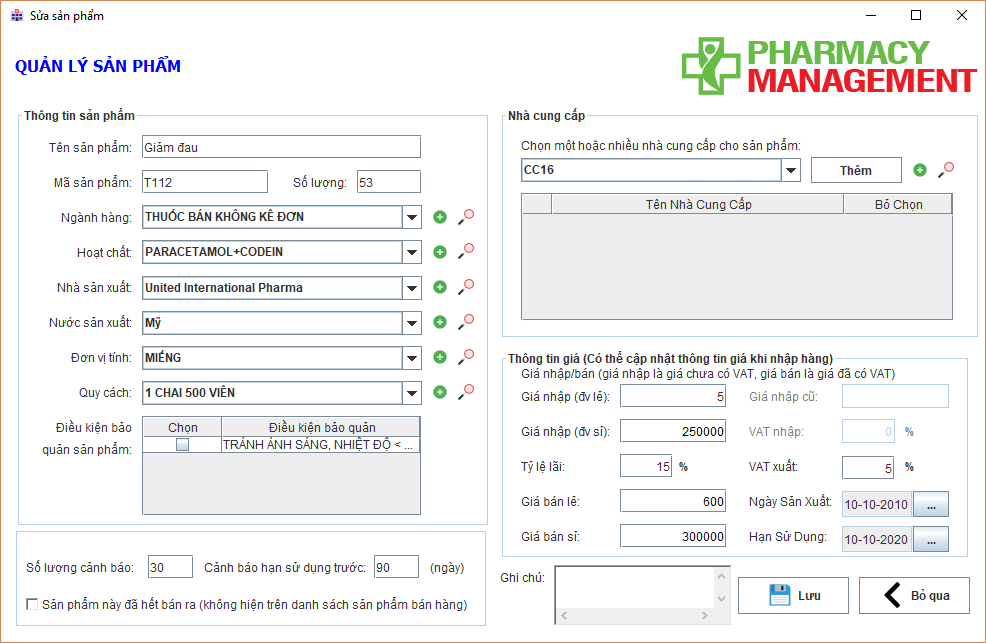 Sửa sản phẩm
QUẢN LÝ SẢN PHẨM
PHARMACY
MANAGEMENT
Thông tin sản phẩm
Tên sản phẩm: Giảm đau
Mã sản phẩm: T112 Số lượng: 53
Ngành hàng: THUỐC BÁN KHÔNG KÊ ĐƠN
Hoạt chất: PARACETAMOL+CODEIN
Nhà sản xuất: United International Pharma
Nước sản xuất: Mỹ
Đơn vị tính: MIẾNG
Quy cách: 1 CHAI 500 VIÊN
Điều kiện bảo
quản sản phẩm:
Chọn Điều kiện bảo quản
TRÁNH ÁNH SÁNG, NHIỆT ĐỘ < ...
Số lượng cảnh báo: 30 Cảnh báo hạn sử dụng trước: 90 (ngày)
Sản phẩm này đã hết bán ra (không hiện trên danh sách sản phẩm bán hàng)
Nhà cung cấp
Chọn một hoặc nhiều nhà cung cấp cho sản phẩm:
CC16 Thêm
Tên Nhà Cung Cấp Bỏ Chọn
Thông tin giá (Có thể cập nhật thông tin giá khi nhập hàng)
Giá nhập/bán (giá nhập là giá chưa có VAT, giá bán là giá đã có VAT)
Giá nhập (đv lẻ): 5 Giá nhập cũ:
Giá nhập (đv sỉ): 250000 VAT nhập: 0 %
Tỷ lệ lãi: 15 % VAT xuất: 5 %
Giá bán lẻ: 600 Ngày Sản Xuất: 10-10-2010 ...
Giá bán sỉ: 300000 Hạn Sử Dụng: 10-10-2020 ...
Ghi chú:
Lưu
Bỏ qua